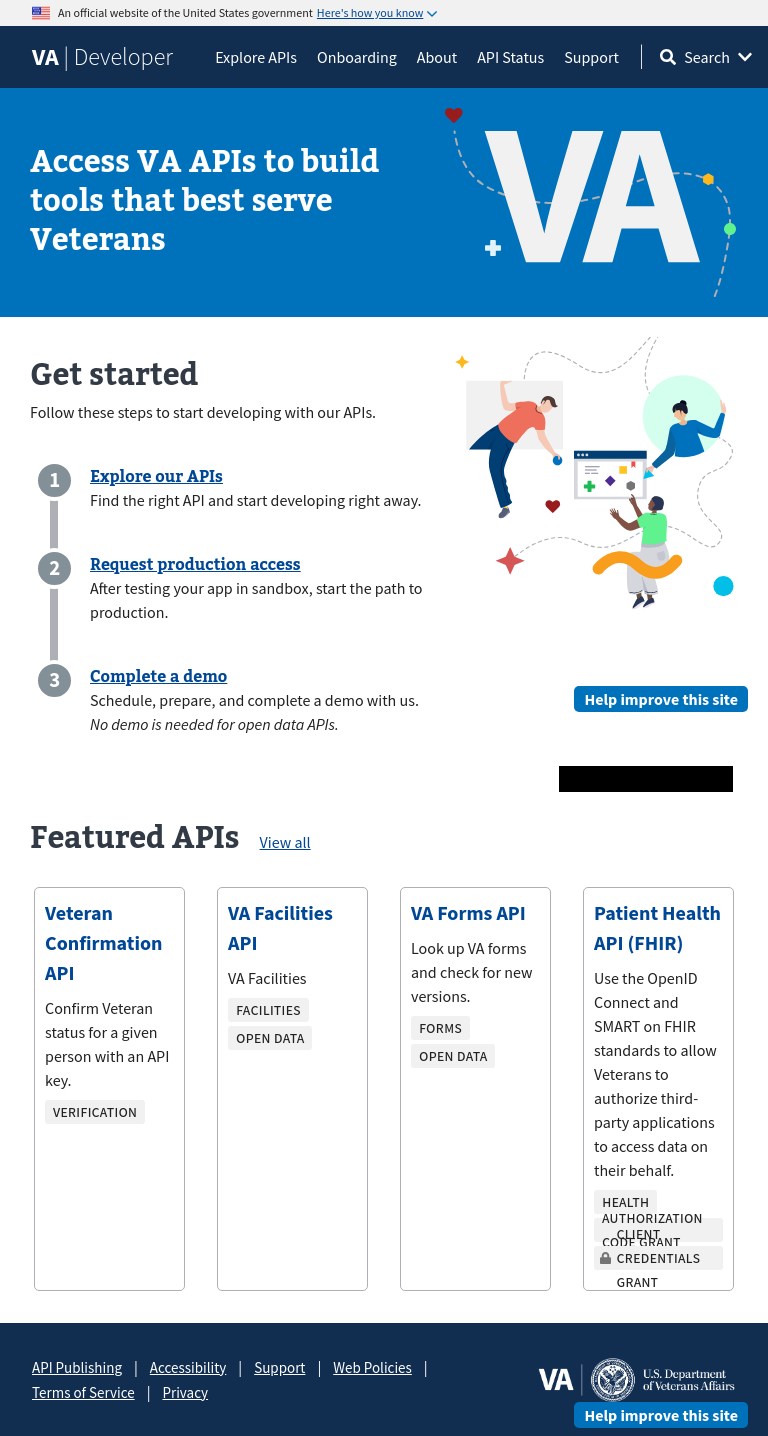 An official website of the United States government Here's how you know
VA | Developer Explore APIs Onboarding About API Status Support Search
Access VA APIs to build
tools that best serve
Veterans
VA
Get started
Follow these steps to start developing with our APIs.
1 Explore our APIs
Find the right API and start developing right away.
2 Request production access
After testing your app in sandbox, start the path to
production.
3 Complete a demo
Schedule, prepare, and complete a demo with us.
No demo is needed for open data APIs.
Help improve this site
Featured APIs View all
Veteran
Confirmation
API
Confirm Veteran
status for a given
person with an API
key.
VERIFICATION
VA Facilities
API
VA Facilities
FACILITIES
OPEN DATA
VA Forms API
Look up VA forms
and check for new
versions.
FORMS
OPEN DATA
Patient Health
API (FHIR)
Use the OpenID
Connect and
SMART on FHIR
standards to allow
Veterans to
authorize third-
party applications
to access data on
their behalf.
HEALTH
AUTHORIZATION
CODE GRANT
CLIENT
CREDENTIALS
GRANT
API Publishing | Accessibility | Support | Web Policies |
Terms of Service | Privacy
VA | U.S. Department
of Veterans Affairs
Help improve this site